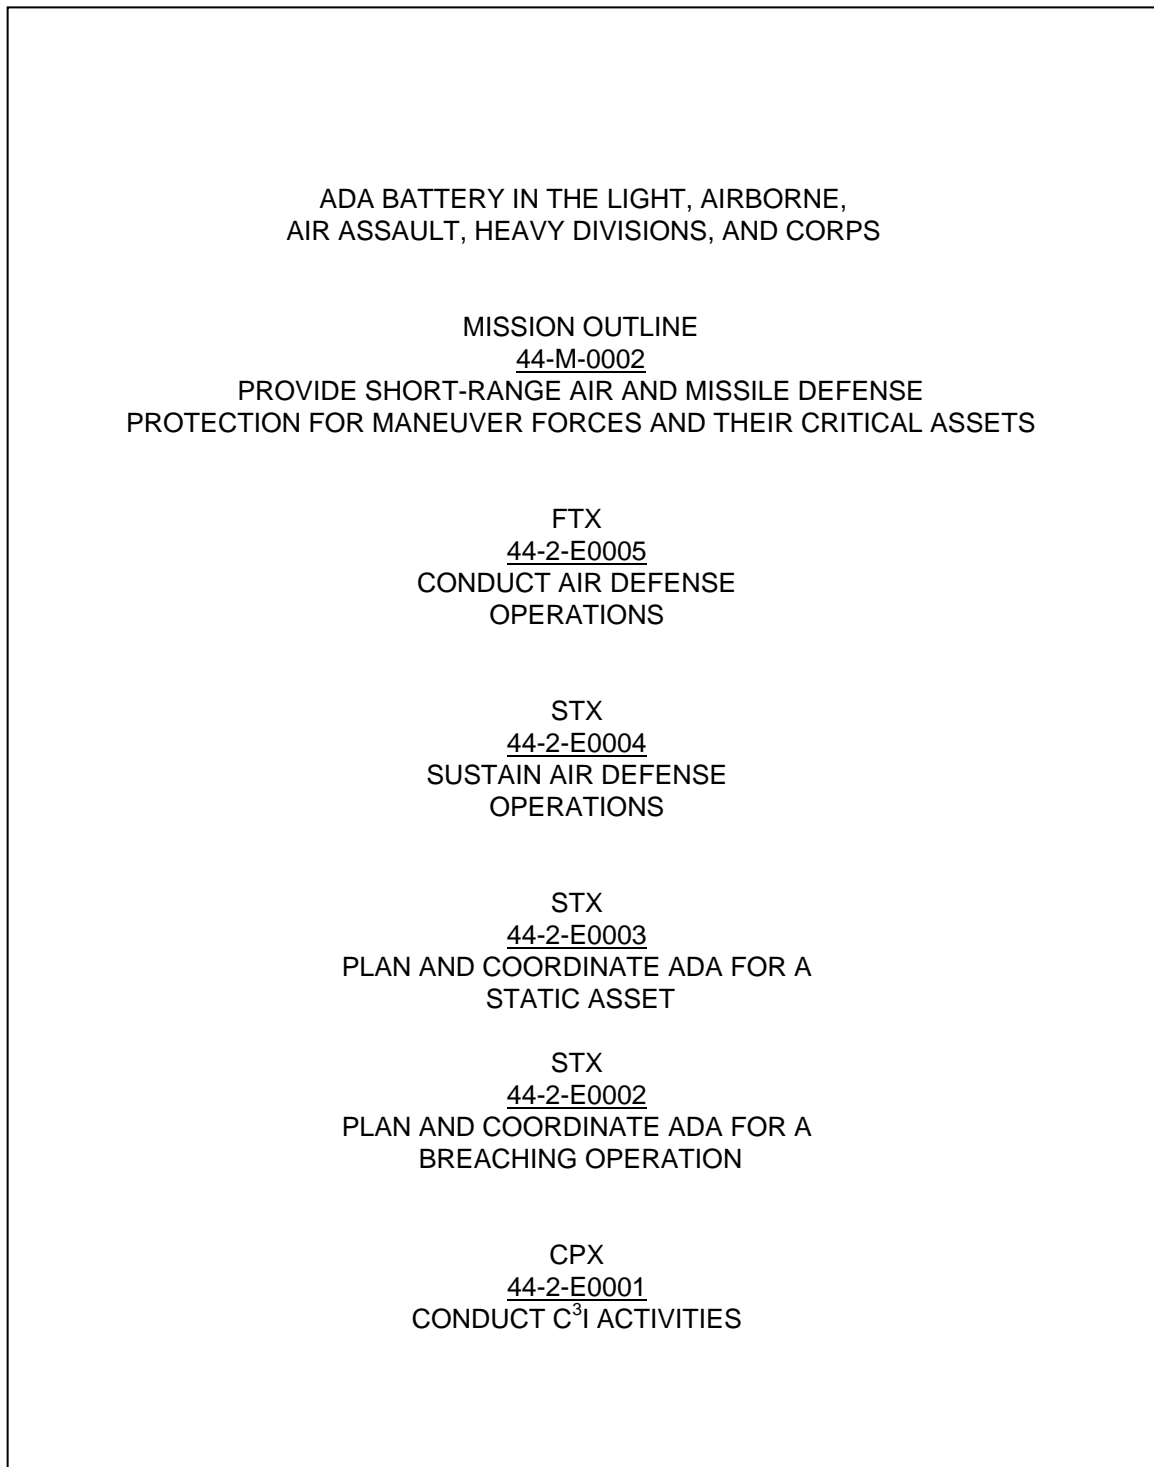 ADA BATTERY IN THE LIGHT, AIRBORNE,
AIR ASSAULT, HEAVY DIVISIONS, AND CORPS
MISSION OUTLINE
44-M-0002
PROVIDE SHORT-RANGE AIR AND MISSILE DEFENSE
PROTECTION FOR MANEUVER FORCES AND THEIR CRITICAL ASSETS
FTX
44-2-E0005
CONDUCT AIR DEFENSE
OPERATIONS
STX
44-2-E0004
SUSTAIN AIR DEFENSE
OPERATIONS
STX
44-2-E0003
PLAN AND COORDINATE ADA FOR A
STATIC ASSET
STX
44-2-E0002
PLAN AND COORDINATE ADA FOR A
BREACHING OPERATION
CPX
44-2-E0001
CONDUCT C³I ACTIVITIES